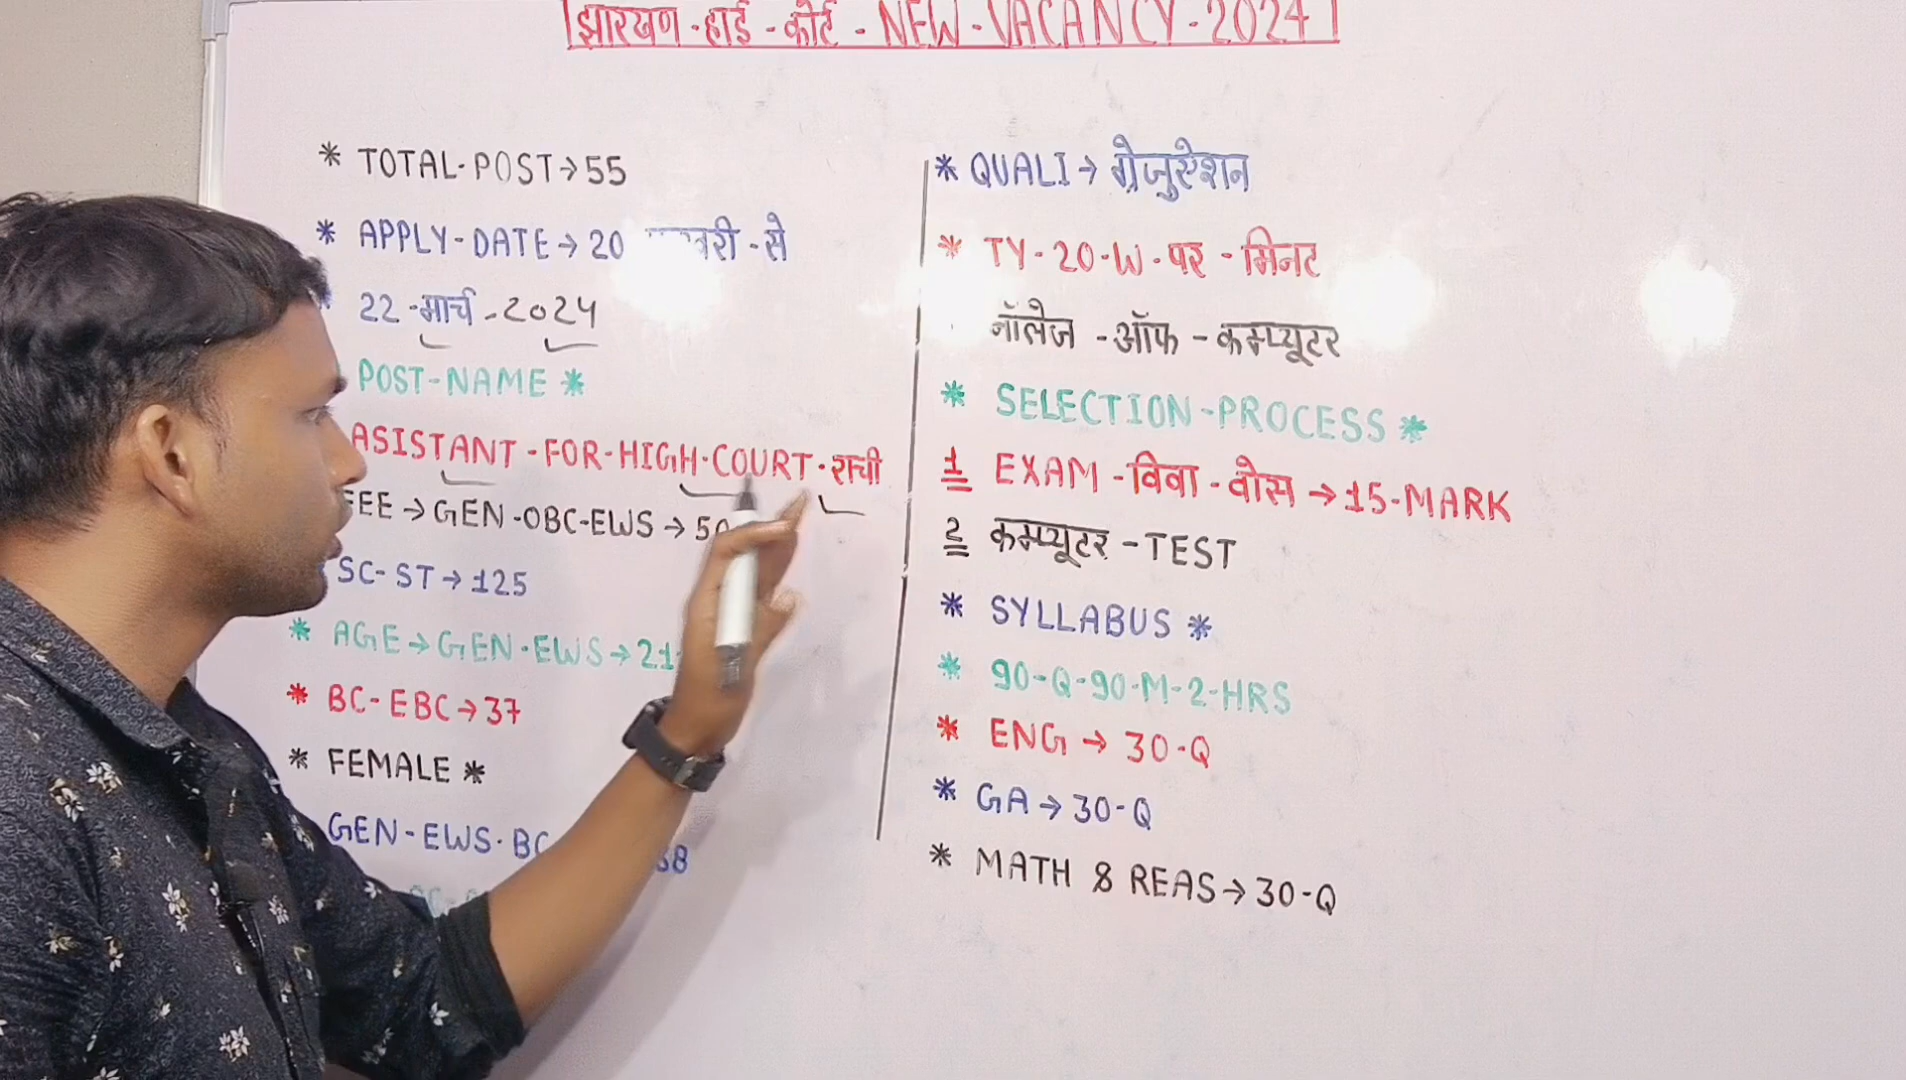 झारखण्ड - हाई - कोर्ट - NEW - VACANCY - 2024
* TOTAL-POST→55
* APPLY-DATE→20 री-से
22-मार्च-2024
POST-NAME *
ASISTANT-FOR-HIGH-COURT-राची
FEE→GEN-OBC-EWS→50
SC-ST→125
* AGE→GEN-EWS→21
* BC-EBC→37
* FEMALE *
GEN-EWS-BC 38
* QUALI→ ग्रेजुऐशन
* TY-20-W-पर-मिनट
नॉलेज-ऑफ-कम्प्यूटर
* SELECTION-PROCESS *
1 EXAM-विवा-वोस→15-MARK
2 कम्प्यूटर-TEST
* SYLLABUS *
* 90-Q-90-M-2-HRS
* ENG→30-Q
* GA→30-Q
* MATH & REAS→30-Q